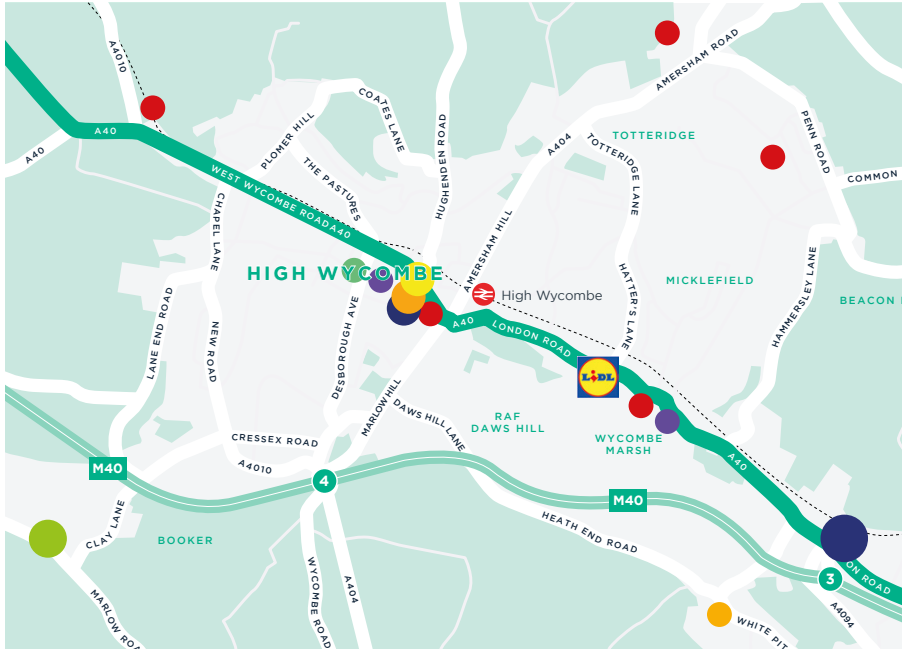 A4010
AMERSHAM ROAD
COATES LANE
PLOMER HILL
HUGHENDEN ROAD
A404
TOTTERIDGE
PENN ROAD
A40
A40
THE PASTURES
TOTTERIDGE LANE
COMMON
WEST WYCOMBE ROAD
A40
CHAPEL LANE
AMERSHAM HILL
HIGH WYCOMBE
High Wycombe
HATTER'S LANE
MICKLEFIELD
HAMMERSLEY LANE
BEACON
LANE END ROAD
NEW ROAD
DESBOROUGH AVE
A40
LONDON ROAD
LIDL
MARLOW HILL
DAWS HILL LANE
RAF
DAWS HILL
WYCOMBE
MARSH
CRESSEX ROAD
A4010
M40
4
A40
M40
CLAY LANE
BOOKER
HEATH END ROAD
WYCOMBE ROAD
A404
3
ON ROAD
MARLOW ROA
A4094
WHITE PIT